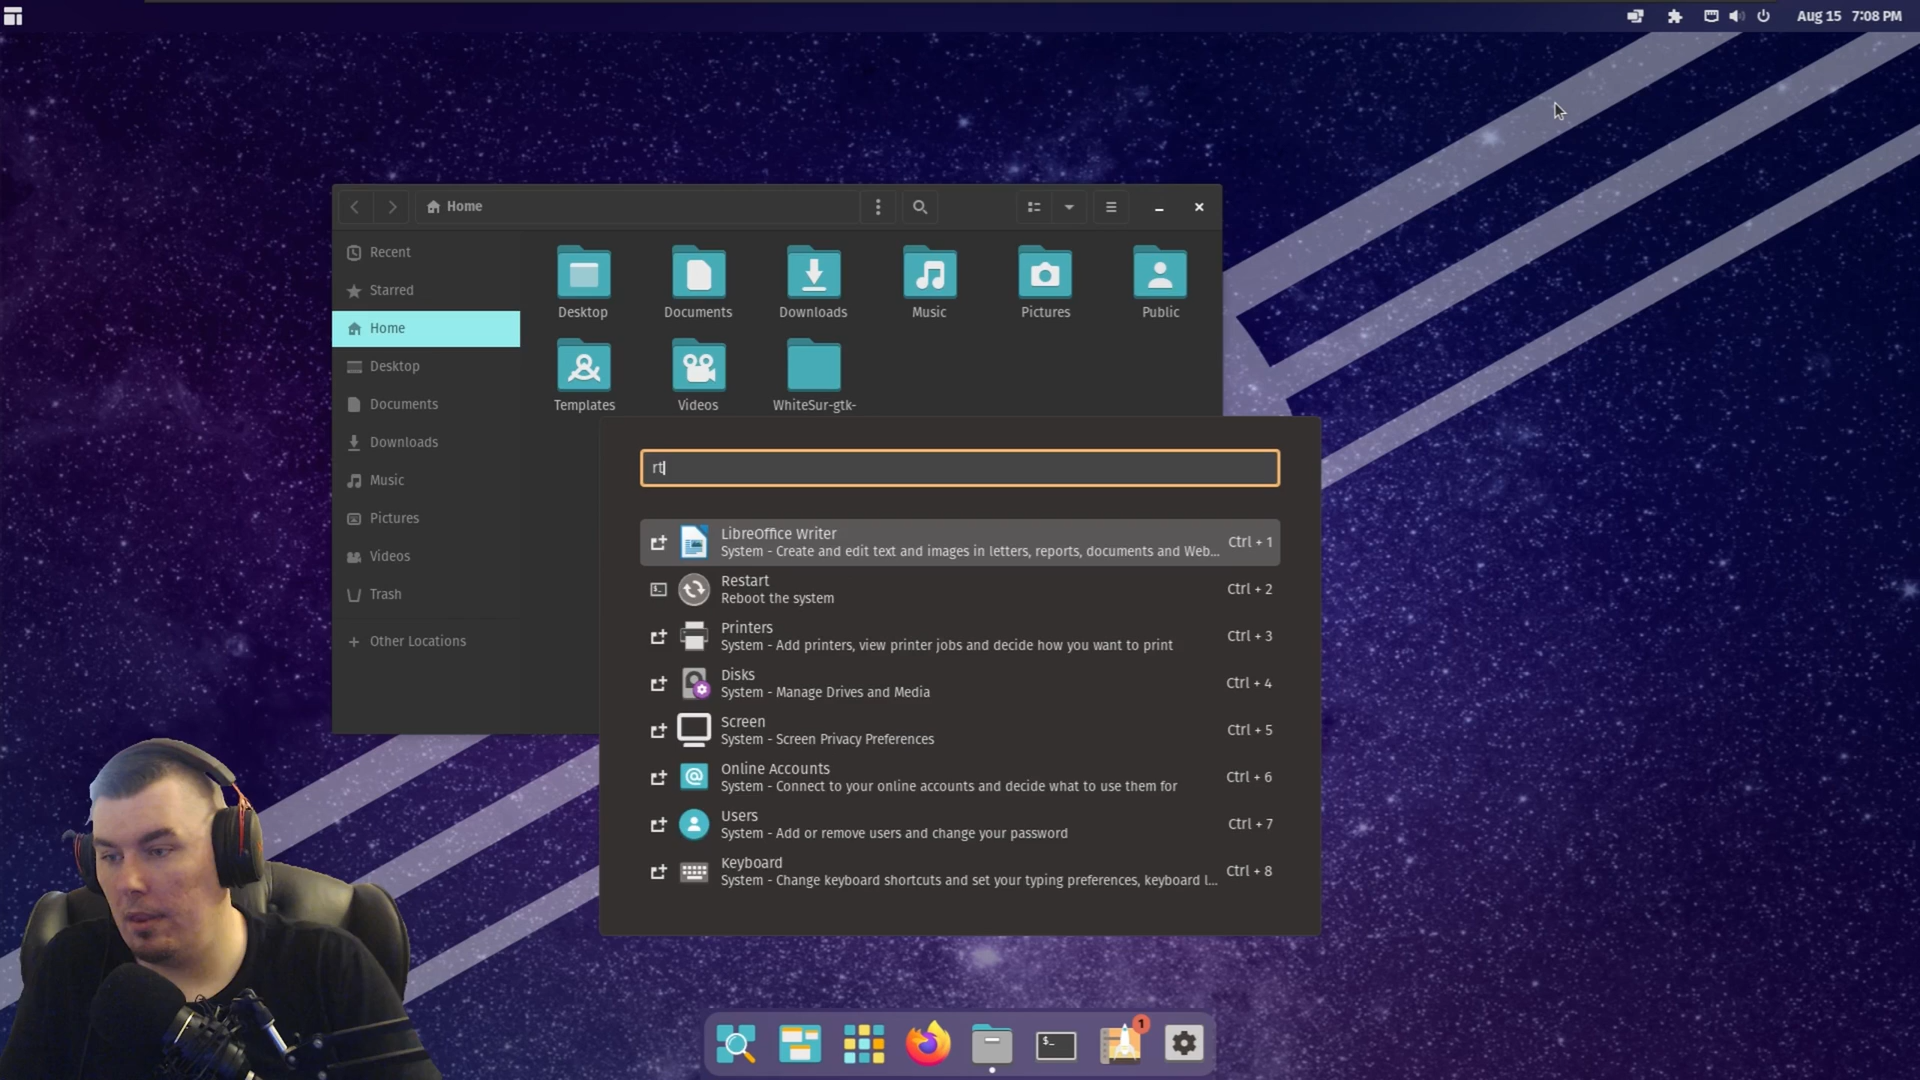 Aug 15 7:08 PM
Home
Recent
Starred
Home
Desktop
Documents
Downloads
Music
Pictures
Videos
Trash
+ Other Locations
Desktop
Documents
Downloads
Music
Pictures
Public
Templates
Videos
WhiteSur-gtk-
rt
LibreOffice Writer
System - Create and edit text and images in letters, reports, documents and Web... Ctrl + 1
Restart
Reboot the system Ctrl + 2
Printers
System - Add printers, view printer jobs and decide how you want to print Ctrl + 3
Disks
System - Manage Drives and Media Ctrl + 4
Screen
System - Screen Privacy Preferences Ctrl + 5
Online Accounts
System - Connect to your online accounts and decide what to use them for Ctrl + 6
Users
System - Add or remove users and change your password Ctrl + 7
Keyboard
System - Change keyboard shortcuts and set your typing preferences, keyboard l... Ctrl + 8
$_
1